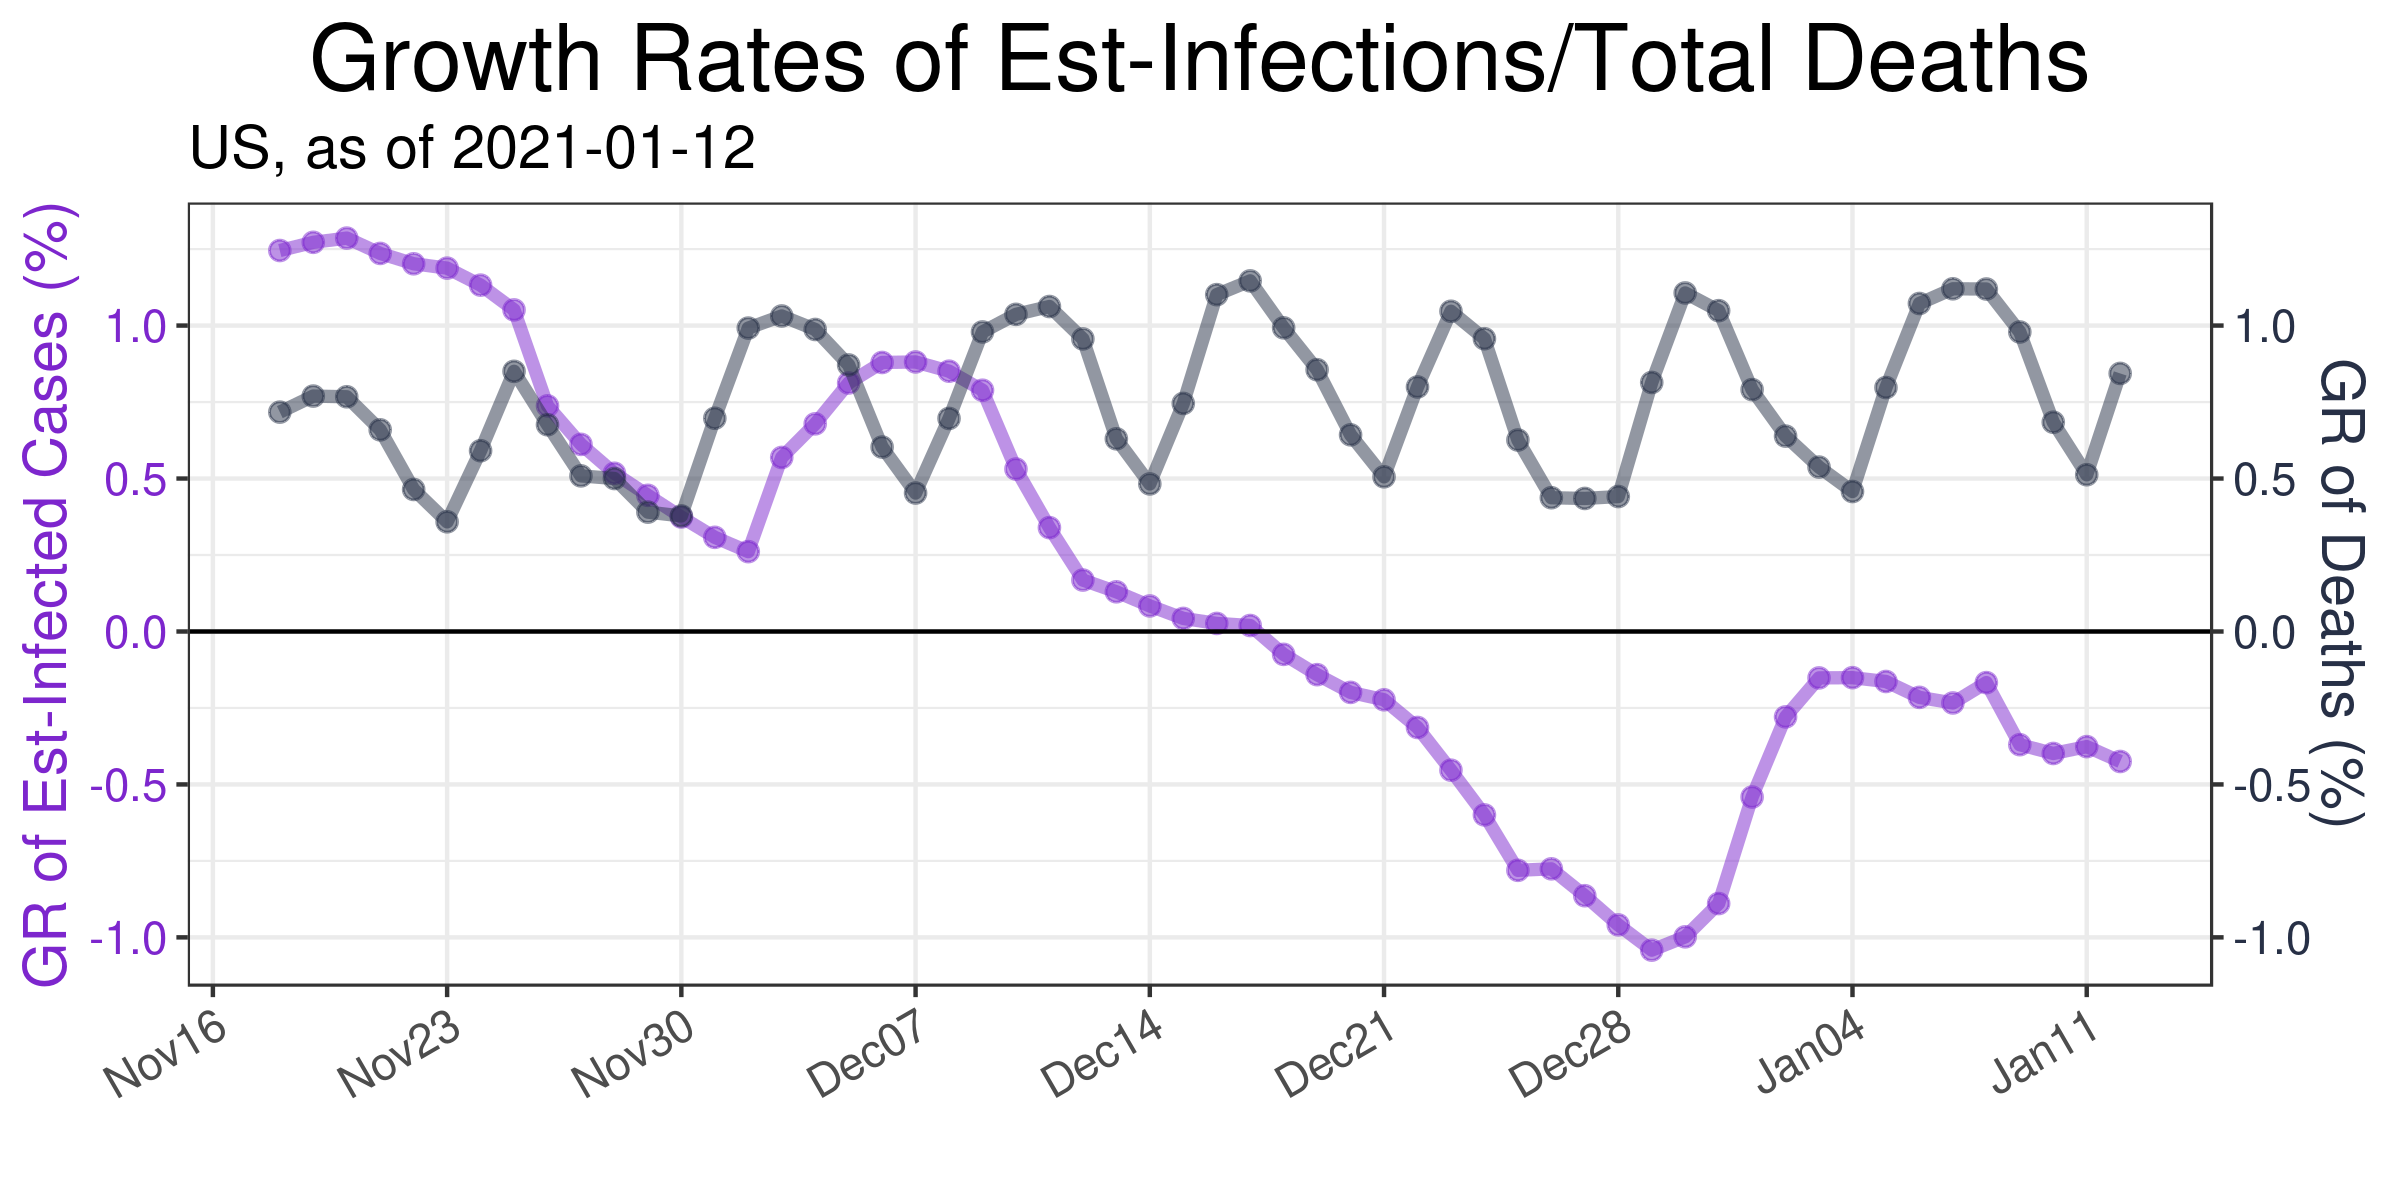 Growth Rates of Est-Infections/Total Deaths
US, as of 2021-01-12
GR of Est-Infected Cases (%)
1.0
0.5
0.0
-0.5
-1.0
1.0
0.5
0.0
-0.5
-1.0
GR of Deaths (%)
Nov16
Nov23
Nov30
Dec07
Dec14
Dec21
Dec28
Jan04
Jan11